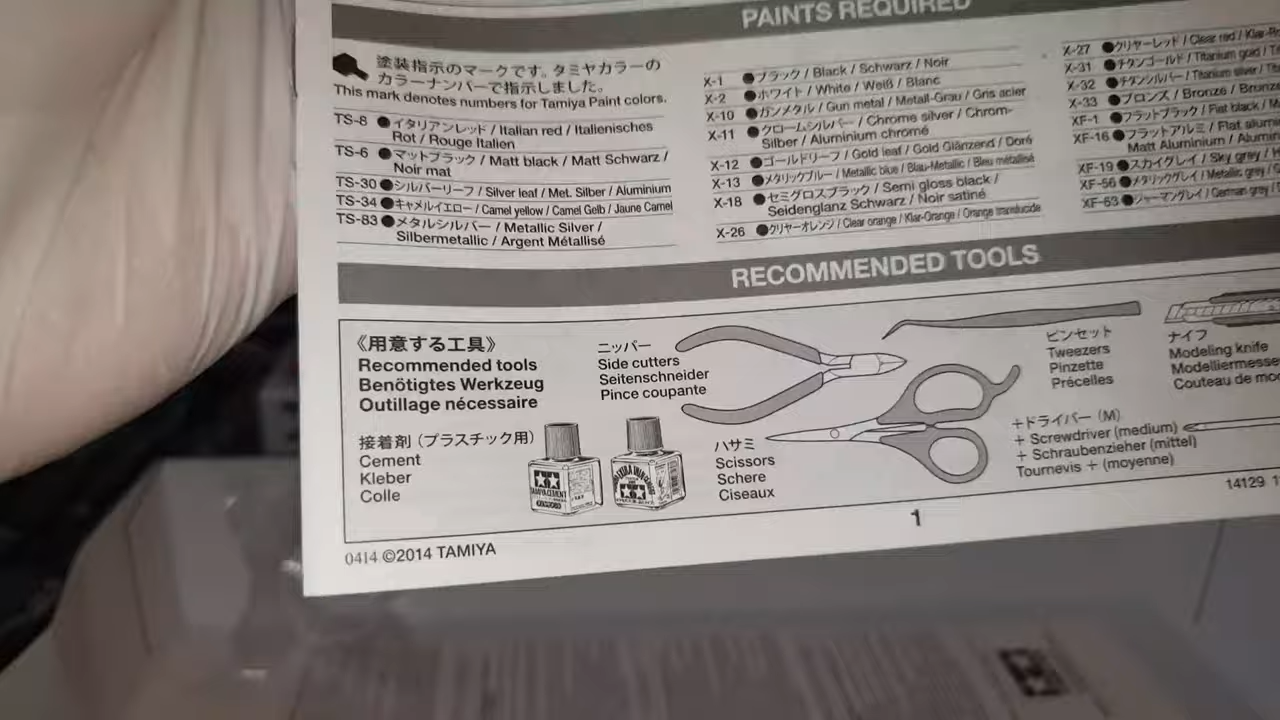 PAINTS REQUIRED
塗装指示のマークです。タミヤカラーの
カラーナンバーで指示しました。
This mark denotes numbers for Tamiya Paint colors.
TS-8 ●イタリアンレッド / Italian red / Italienisches
Rot / Rouge Italien
TS-6 ●マットブラック / Matt black / Matt Schwarz /
Noir mat
TS-30 ●シルバーリーフ / Silver leaf / Met. Silber / Aluminium
TS-34 ●キャメルイエロー / Camel yellow / Camel Gelb / Jaune Camel
TS-83 ●メタルシルバー / Metallic Silver /
Silbermetallic / Argent Métallisé
X-1 ●ブラック / Black / Schwarz / Noir
X-2 ●ホワイト / White / Weiß / Blanc
X-10 ●ガンメタル / Gun metal / Metall-Grau / Gris acier
X-11 ●クロームシルバー / Chrome silver / Chrom-
Silber / Aluminium chromé
X-12 ●ゴールドリーフ / Gold leaf / Gold Glänzend / Doré
X-13 ●メタリックブルー / Metallic blue / Blau-Metallic / Bleu métallisé
X-18 ●セミグロスブラック / Semi gloss black /
Seidenglanz Schwarz / Noir satiné
X-26 ●クリヤーオレンジ / Clear orange / Klar-Orange / Orange translucide
X-27 ●クリヤーレッド / Clear red /
X-31 ●チタンゴールド / Titanium gold /
X-32 ●チタンシルバー / Titanium silver /
X-33 ●ブロンズ / Bronze /
XF-1 ●フラットブラック / Flat black /
XF-16 ●フラットアルミ / Flat
Matt Aluminium /
XF-19 ●スカイグレイ / Sky grey /
XF-56 ●メタリックグレイ / Metallic grey /
XF-63 ●ジャーマングレイ / German grey /
RECOMMENDED TOOLS
《用意する工具》
Recommended tools
Benötigtes Werkzeug
Outillage nécessaire
接着剤（プラスチック用）
Cement
Kleber
Colle
TAMIYA CEMENT
ニッパー
Side cutters
Seitenschneider
Pince coupante
ハサミ
Scissors
Schere
Ciseaux
ピンセット
Tweezers
Pinzette
Précelles
ナイフ
Modeling knife
Modelliermesse
Couteau de mo
＋ドライバー（M）
+ Screwdriver (medium)
+ Schraubenzieher (mittel)
Tournevis + (moyenne)
14129
1
0414 ©2014 TAMIYA